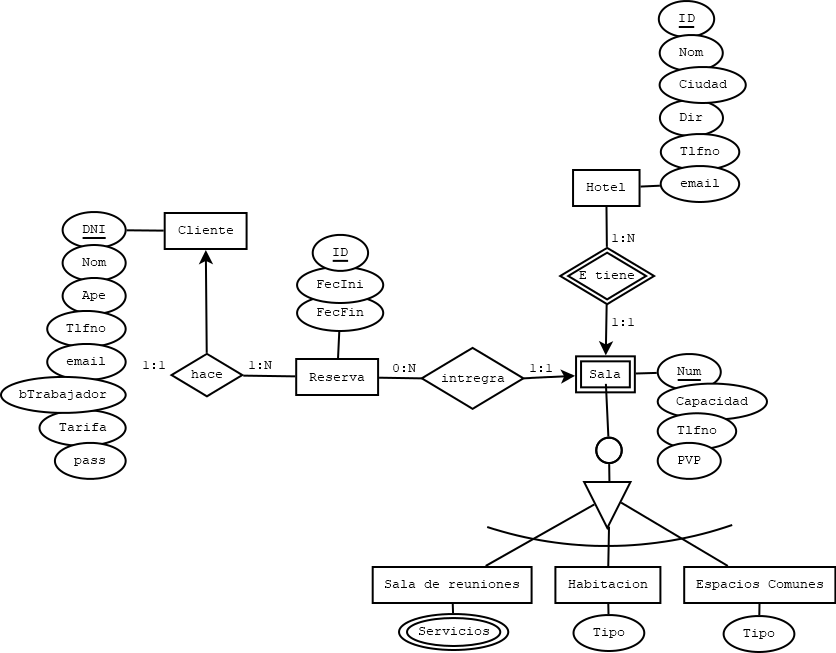 ID
Nom
Ciudad
Dir
Tlfno
email
Hotel
1:N
E tiene
1:1
DNI
Nom
Ape
Tlfno
email
bTrabajador
Tarifa
pass
Cliente
1:1
hace
1:N
ID
FecIni
FecFin
Reserva
0:N
intregra
1:1
Sala
Num
Capacidad
Tlfno
PVP
Sala de reuniones
Habitacion
Espacios Comunes
Servicios
Tipo
Tipo